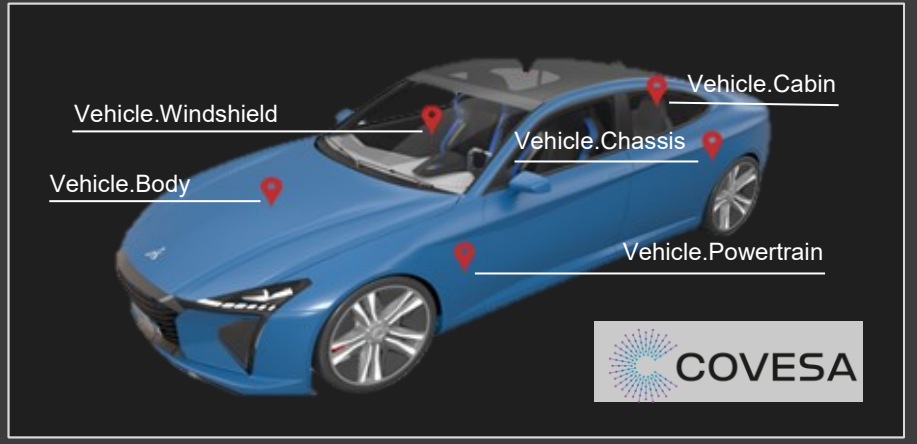 Vehicle.Cabin
Vehicle.Windshield
Vehicle.Chassis
Vehicle.Body
Vehicle.Powertrain
COVESA